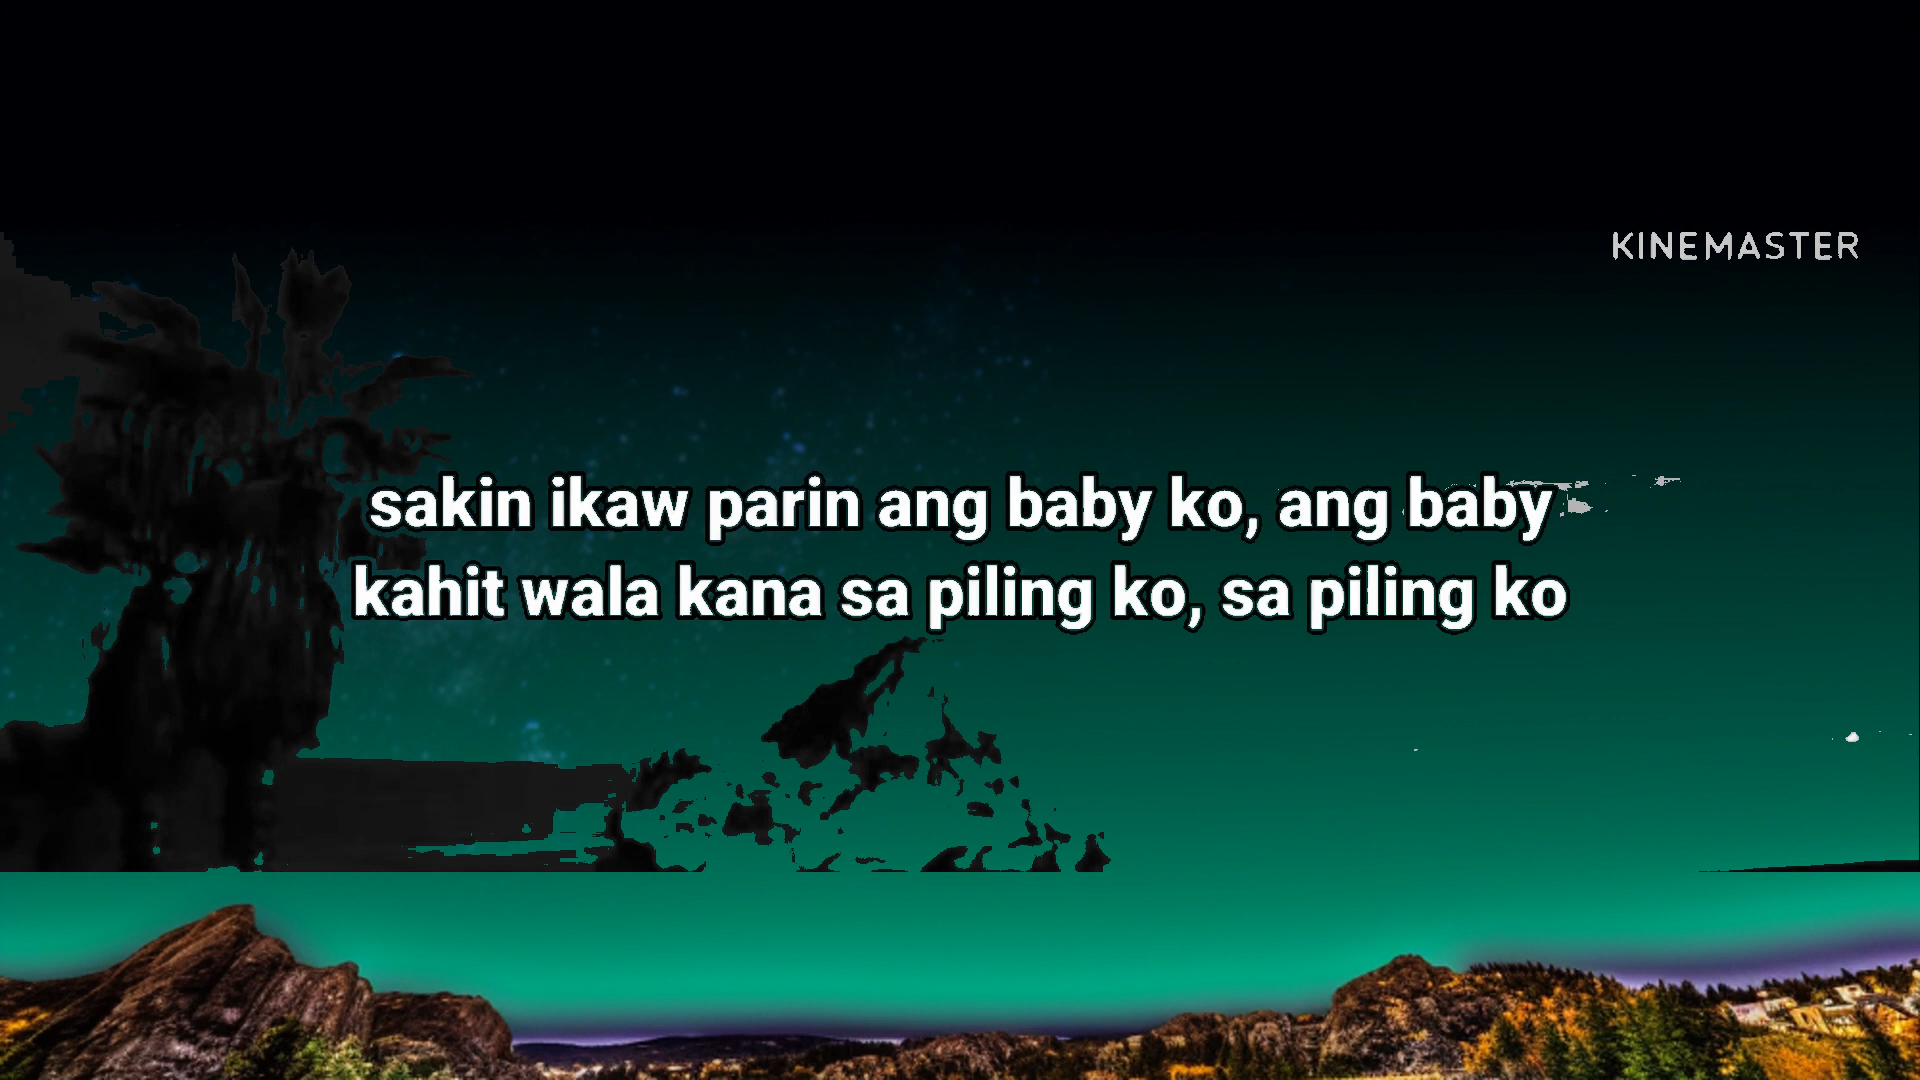 KINEMASTER
sakin ikaw parin ang baby ko, ang baby
kahit wala kana sa piling ko, sa piling ko